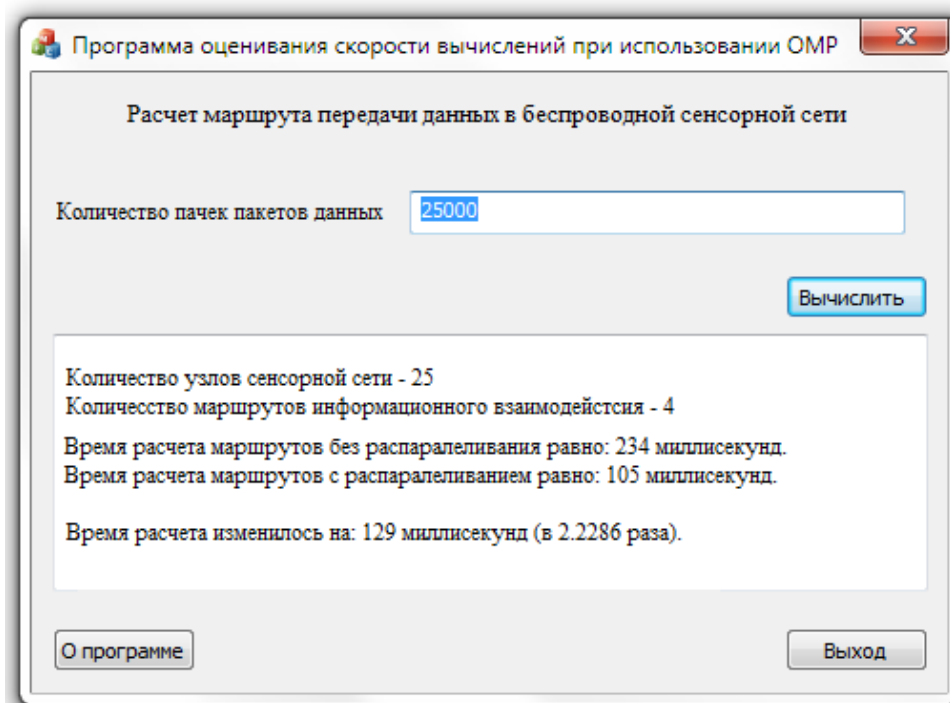 Программа оценивания скорости вычислений при использовании OMP
Расчет маршрута передачи данных в беспроводной сенсорной сети
Количество пачек пакетов данных 25000
Вычислить
Количество узлов сенсорной сети - 25
Количесство маршрутов информационного взаимодейстсия - 4
Время расчета маршрутов без распаралеливания равно: 234 миллисекунд.
Время расчета маршрутов с распаралеливанием равно: 105 миллисекунд.
Время расчета изменилось на: 129 миллисекунд (в 2.2286 раза).
О программе
Выход